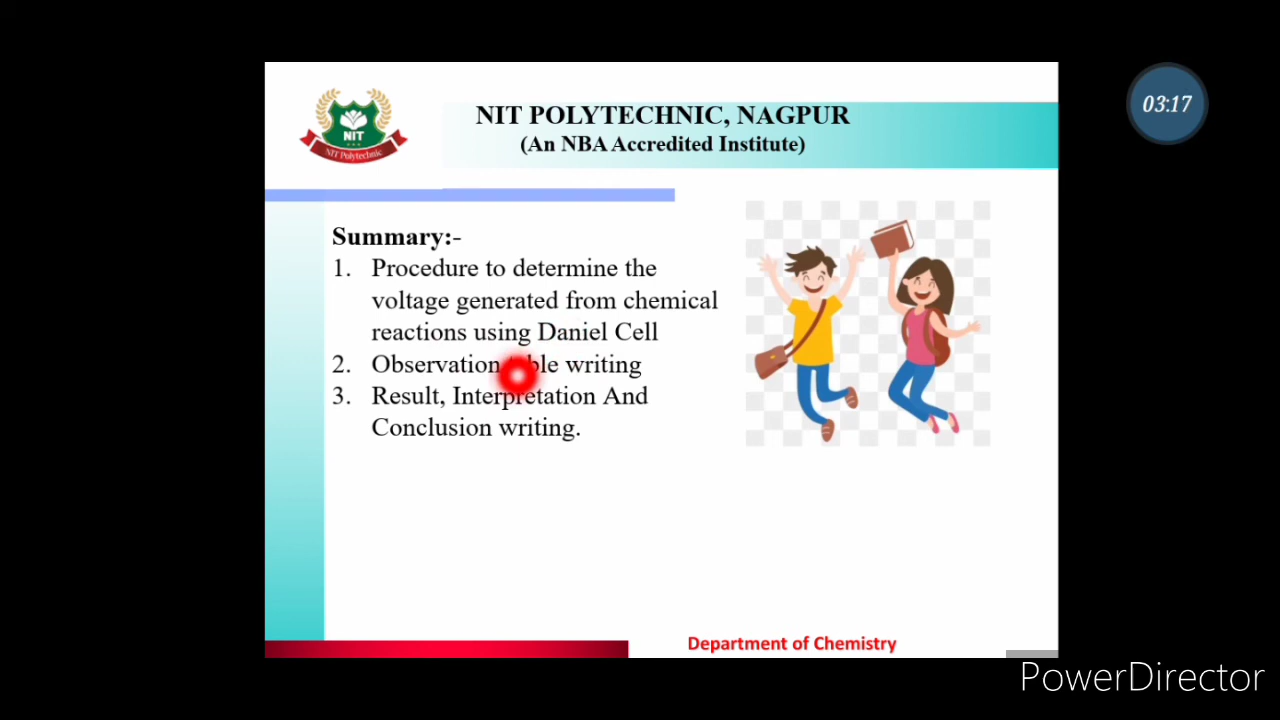 03:17
NIT
NIT Polytechnic
NIT POLYTECHNIC, NAGPUR
(An NBA Accredited Institute)
Summary:-
1. Procedure to determine the
voltage generated from chemical
reactions using Daniel Cell
2. Observation writing
3. Result, Interpretation And
Conclusion writing.
Department of Chemistry
PowerDirector